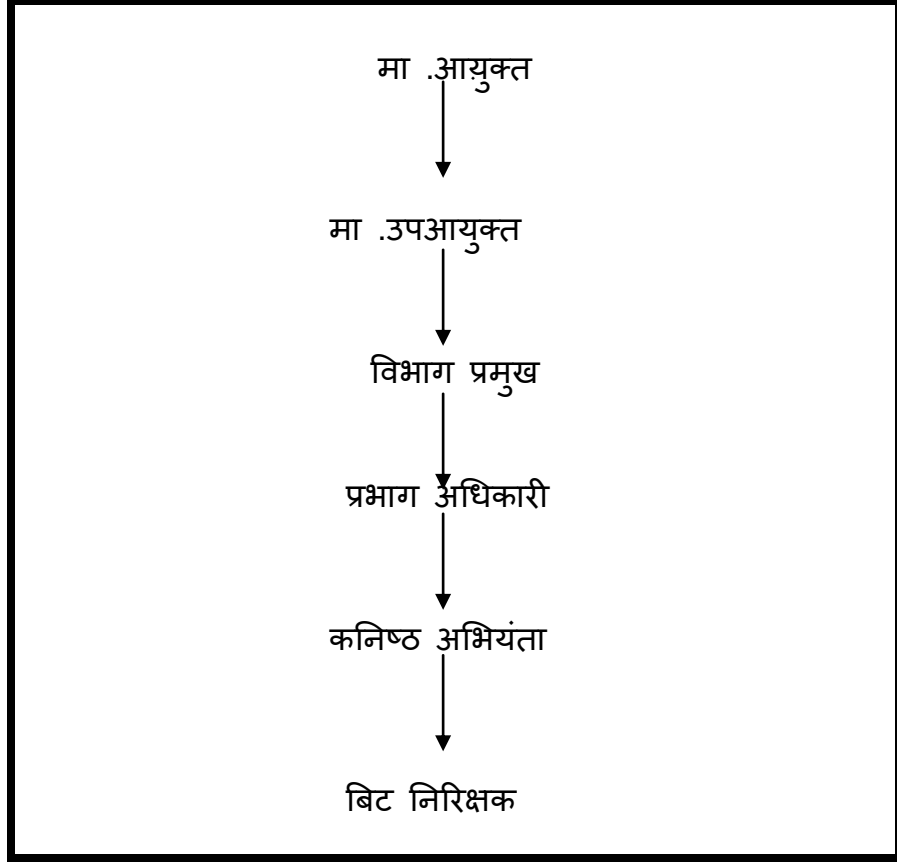 मा .आय़ुक्त
मा .उपआयुक्त
विभाग प्रमुख
प्रभाग अधिकारी
कनिष्ठ अभियंता
बिट निरिक्षक